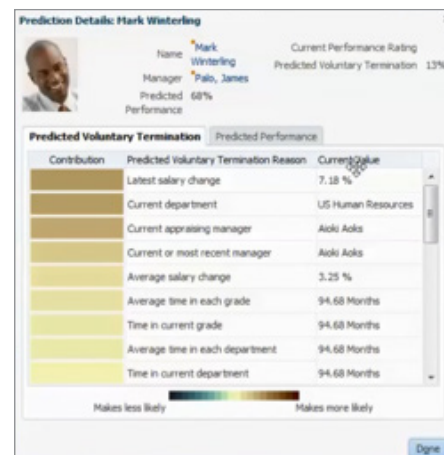 Prediction Details: Mark Winterling
Name Mark Winterling
Current Performance Rating
Manager Palo, James
Predicted Voluntary Termination 13%
Predicted Performance 68%
Predicted Voluntary Termination Predicted Performance
Contribution Predicted Voluntary Termination Reason Current Value
Latest salary change 7.18 %
Current department US Human Resources
Current appraising manager Aioki Aoks
Current or most recent manager Aioki Aoks
Average salary change 3.25 %
Average time in each grade 94.68 Months
Time in current grade 94.68 Months
Average time in each department 94.68 Months
Time in current department 94.68 Months
Makes less likely Makes more likely
Done